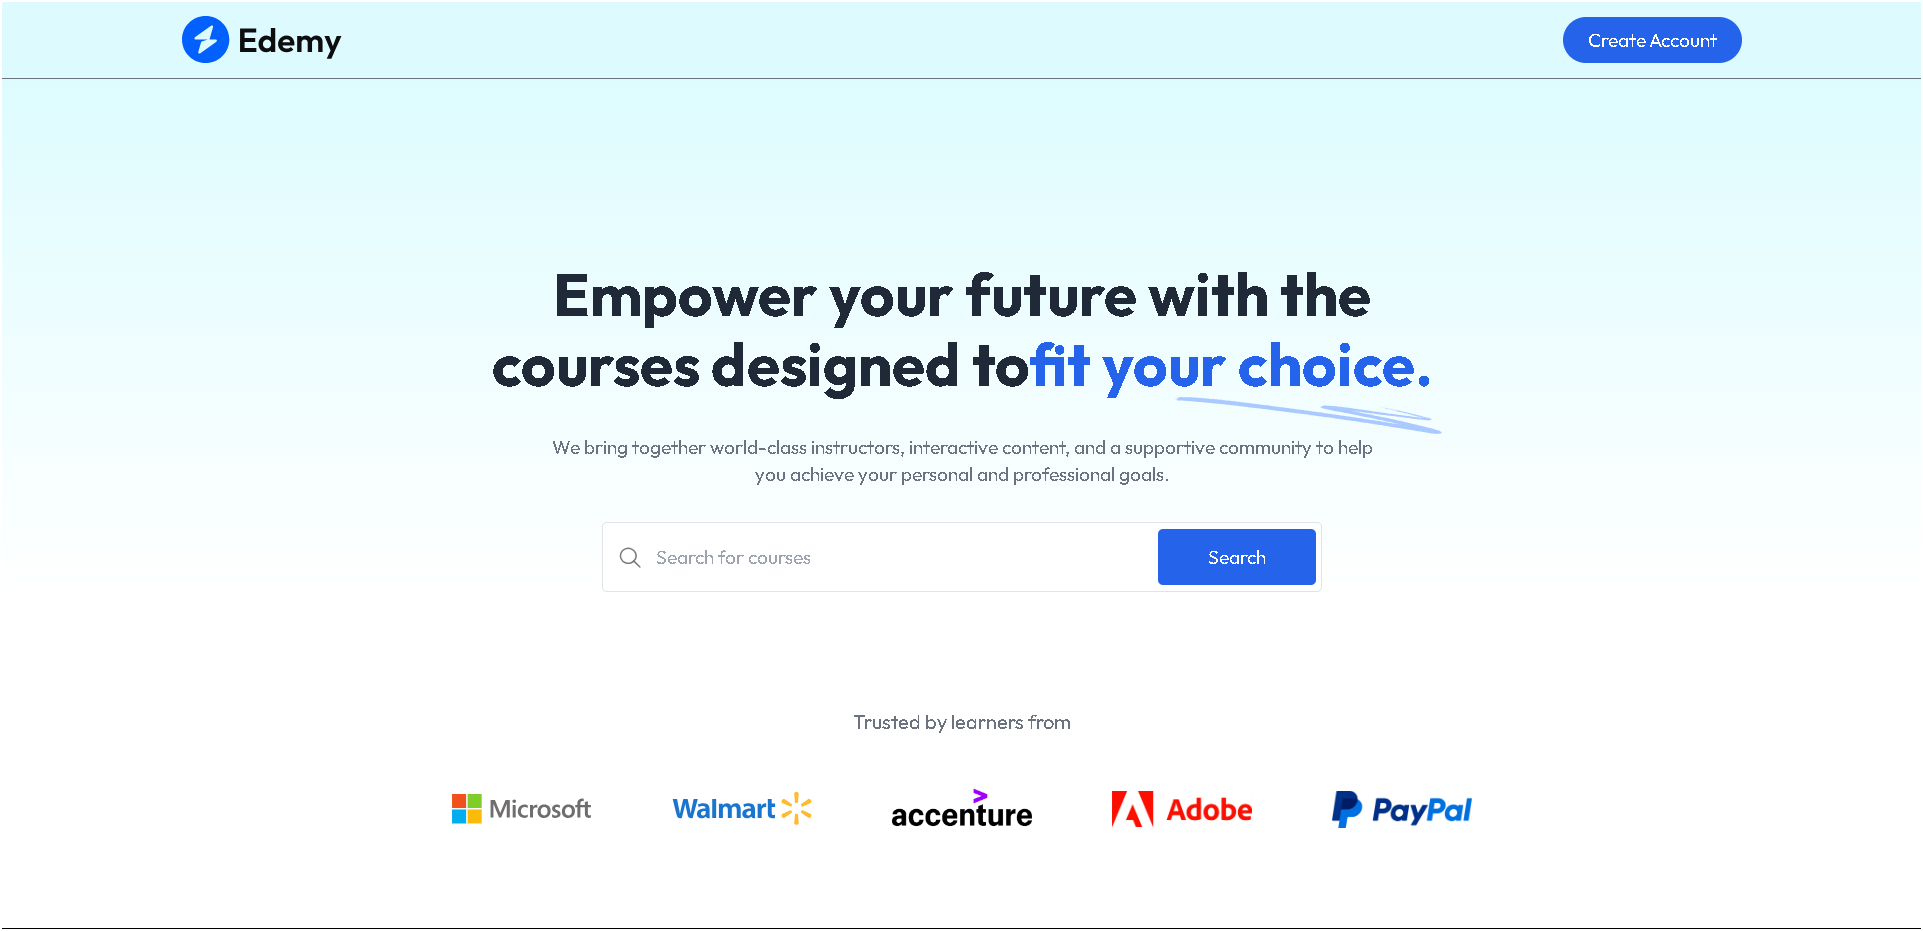 Edemy
Create Account
Empower your future with the
courses designed tofit your choice.
We bring together world-class instructors, interactive content, and a supportive community to help
you achieve your personal and professional goals.
Search for courses
Search
Trusted by learners from
Microsoft
Walmart
accenture
Adobe
PayPal